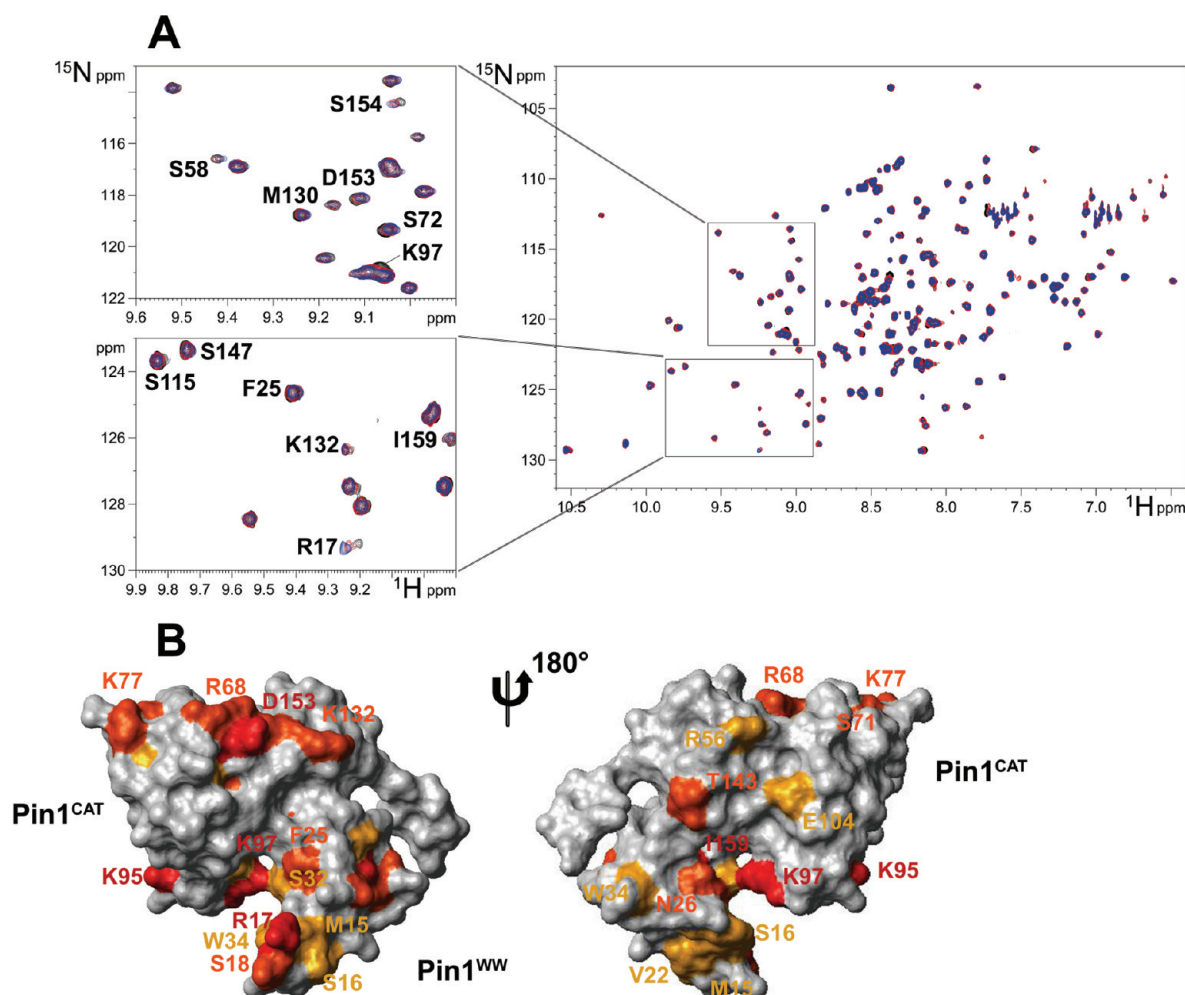 A
15N ppm
S154
116
S58
D153
M130
118
S72
120
K97
122
9.6 9.5 9.4 9.3 9.2 9.1 ppm
ppm
S147
124
S115
F25
K132
126
I159
128
R17
130
9.9 9.8 9.7 9.6 9.5 9.4 9.3 9.2 1H ppm
15N ppm
105
110
115
120
125
130
10.5 10.0 9.5 9.0 8.5 8.0 7.5 7.0 1H ppm
B
K77
R68
D153
K132
Pin1CAT
K97
F25
K95
S32
R17
M15
W34
S18
S16
Pin1WW
180°
R68
K77
S71
R56
Pin1CAT
T143
E104
I159
K97
K95
W34
N26
S16
V22
M15